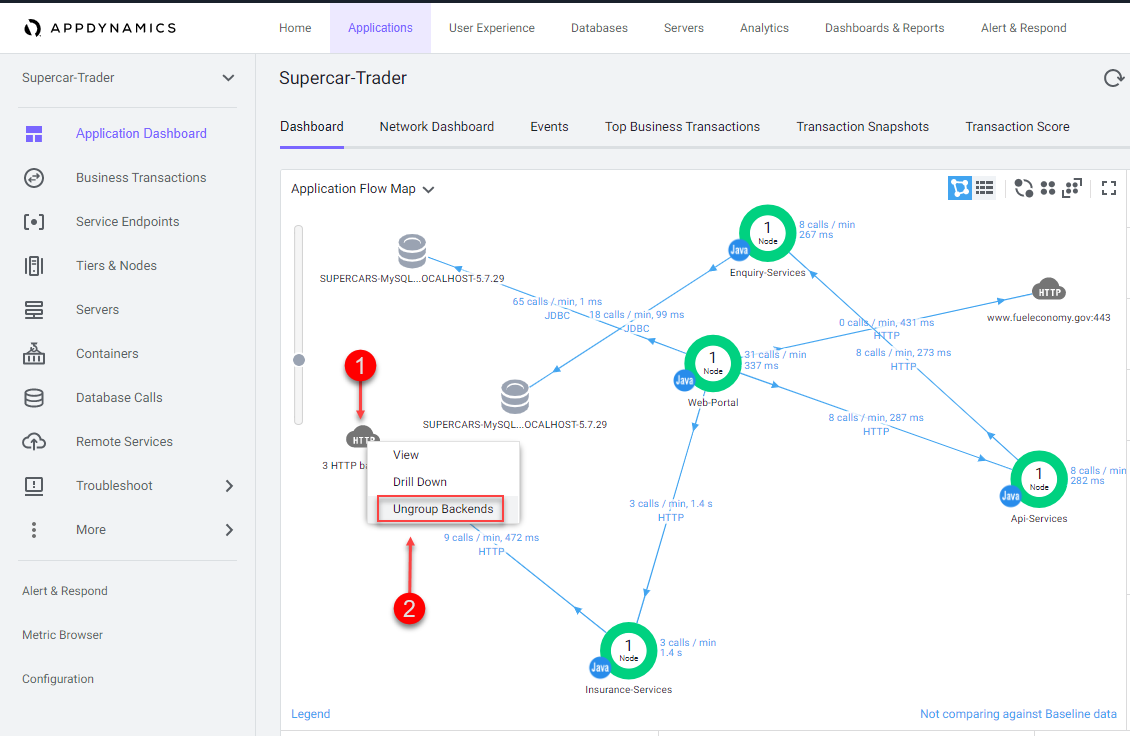 APPDYNAMICS
Home
Applications
User Experience
Databases
Servers
Analytics
Dashboards & Reports
Alert & Respond
Supercar-Trader
Application Dashboard
Business Transactions
Service Endpoints
Tiers & Nodes
Servers
Containers
Database Calls
Remote Services
Troubleshoot
More
Alert & Respond
Metric Browser
Configuration
Supercar-Trader
Dashboard
Network Dashboard
Events
Top Business Transactions
Transaction Snapshots
Transaction Score
Application Flow Map
1
Node
Java
8 calls / min
267 ms
Enquiry-Services
SUPERCARS-MySQL...OCALHOST-5.7.29
HTTP
www.fueleconomy.gov:443
65 calls / min, 1 ms
JDBC
18 calls / min, 99 ms
JDBC
0 calls / min, 431 ms
HTTP
8 calls / min, 273 ms
HTTP
1
Node
Java
31 calls / min
337 ms
Web-Portal
1
SUPERCARS-MySQL...OCALHOST-5.7.29
8 calls / min, 287 ms
HTTP
HTTP
3 HTTP ba
View
Drill Down
Ungroup Backends
1
Node
Java
8 calls / min
282 ms
Api-Services
3 calls / min, 1.4 s
HTTP
9 calls / min, 472 ms
HTTP
2
1
Node
Java
3 calls / min
1.4 s
Insurance-Services
Legend
Not comparing against Baseline data